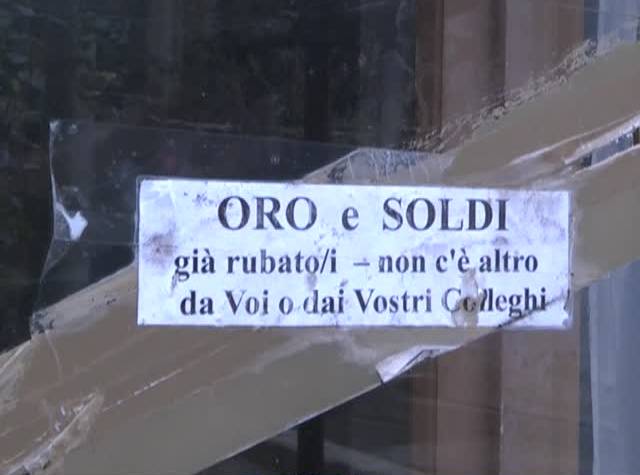 ORO e SOLDI
già rubato/i – non c'è altro
da Voi o dai Vostri Colleghi